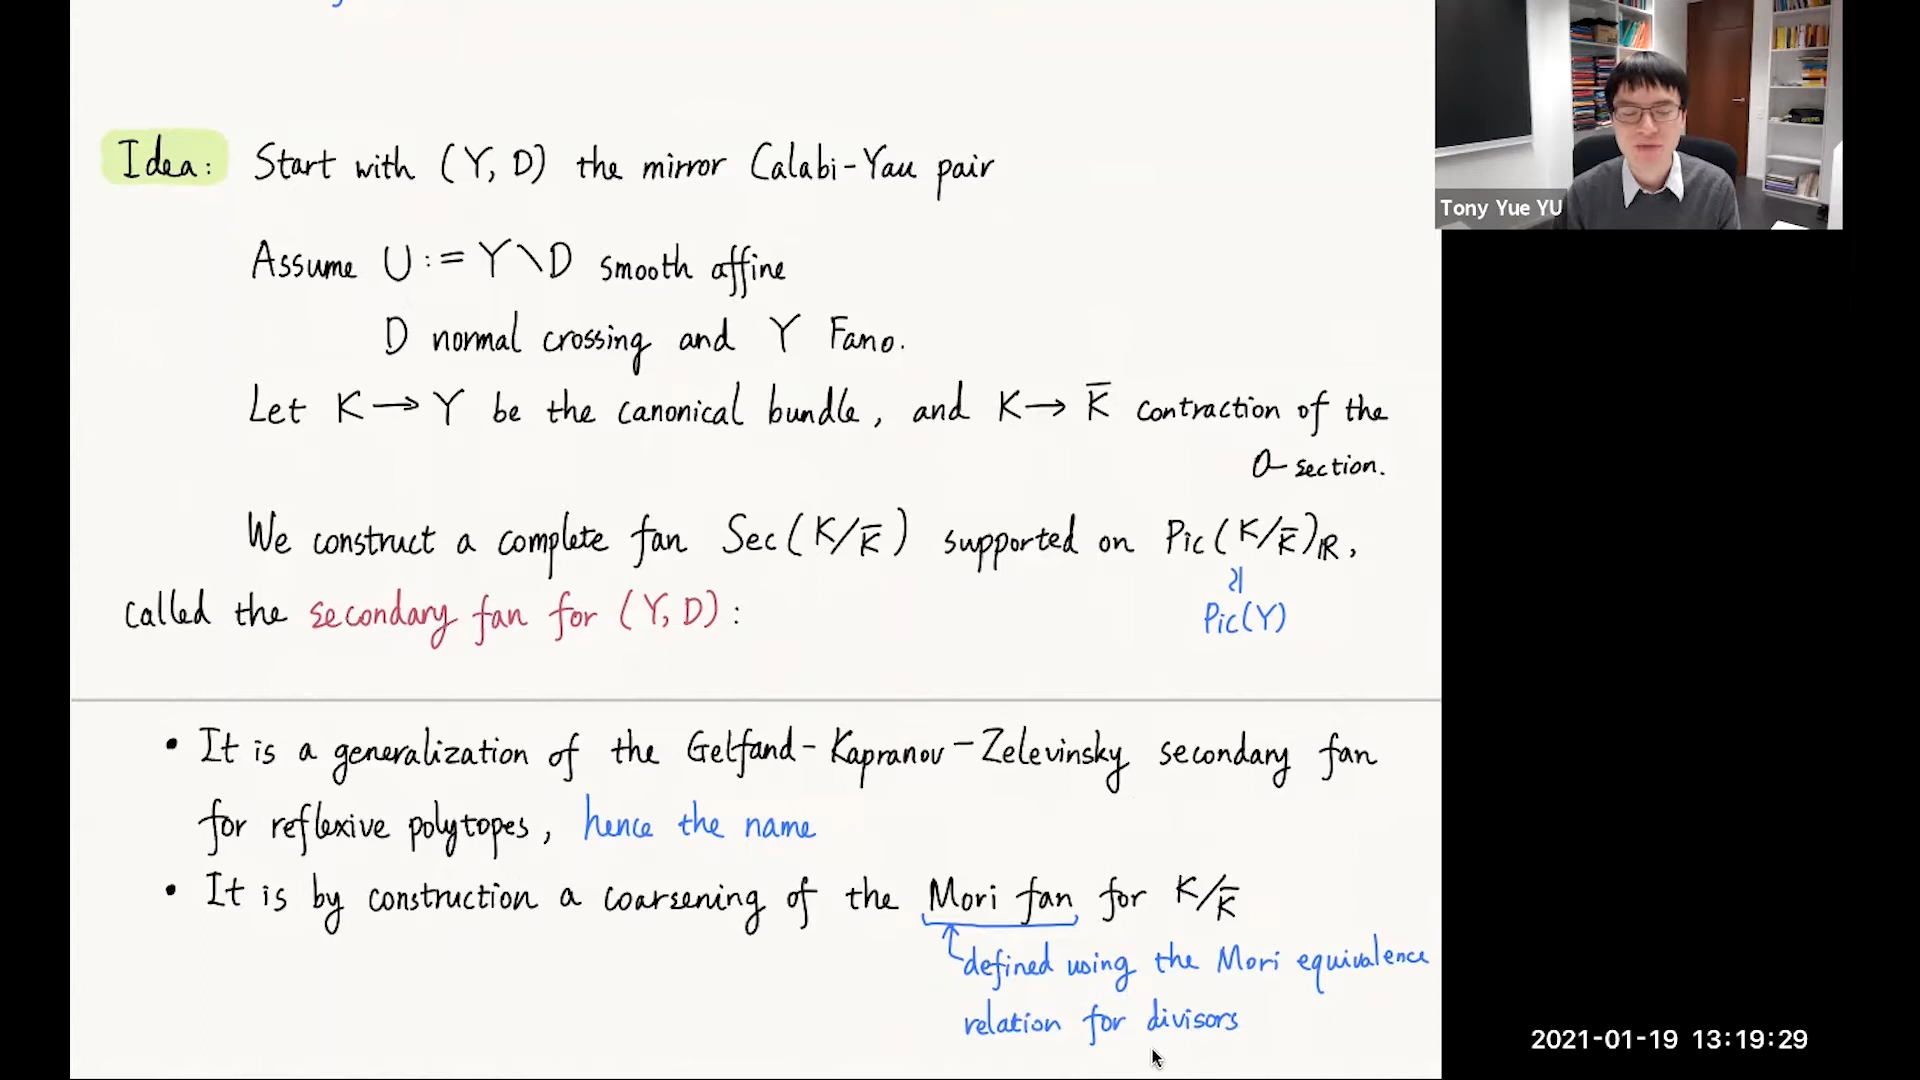 Idea: Start with (Y, D) the mirror Calabi-Yau pair
Assume U := Y \ D smooth affine
D normal crossing and Y Fano.
Let K → Y be the canonical bundle, and K → K̅ contraction of the
0-section.
We construct a complete fan Sec(K/K̅) supported on Pic(K/K̅)_ℝ,
≀∥
Pic(Y)
called the secondary fan for (Y, D) :
• It is a generalization of the Gelfand-Kapranov-Zelevinsky secondary fan
for reflexive polytopes, hence the name
• It is by construction a coarsening of the Mori fan for K/K̅
defined using the Mori equivalence
relation for divisors
Tony Yue YU
2021-01-19 13:19:29